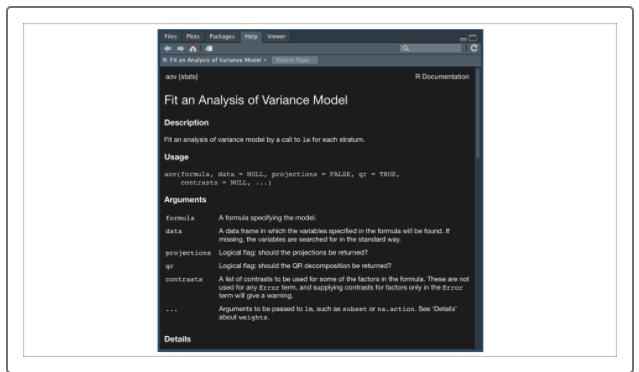 Files Plots Packages Help Viewer
R: Fit an Analysis of Variance Model Find in Topic
aov {stats} R Documentation
Fit an Analysis of Variance Model
Description
Fit an analysis of variance model by a call to lm for each stratum.
Usage
aov(formula, data = NULL, projections = FALSE, qr = TRUE,
contrasts = NULL, ...)
Arguments
formula A formula specifying the model.
data A data frame in which the variables specified in the formula will be found. If
missing, the variables are searched for in the standard way.
projections Logical flag: should the projections be returned?
qr Logical flag: should the QR decomposition be returned?
contrasts A list of contrasts to be used for some of the factors in the formula. These are not
used for any Error term, and supplying contrasts for factors only in the Error
term will give a warning.
... Arguments to be passed to lm, such as subset or na.action. See 'Details'
about weights.
Details